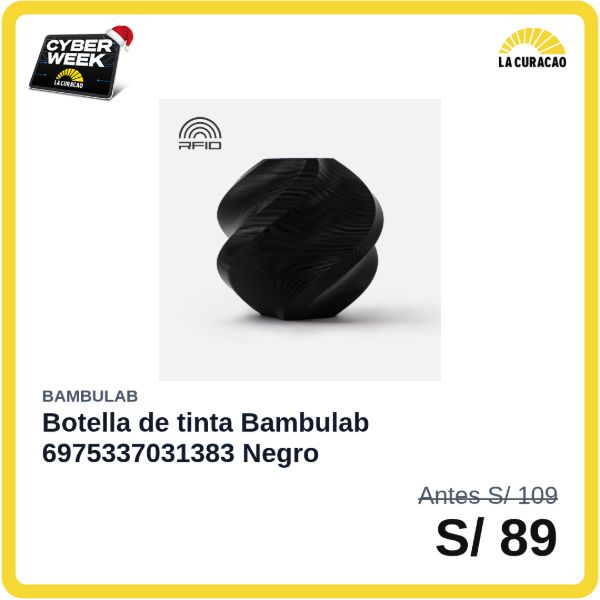 CYBER
WEEK
LA CURACAO
LA CURACAO
RFID
BAMBULAB
Botella de tinta Bambulab
6975337031383 Negro
Antes S/ 109
S/ 89